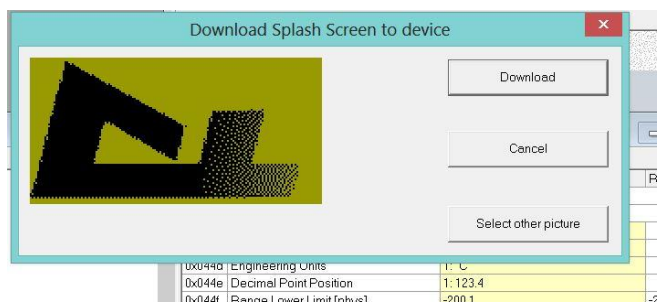 Download Splash Screen to device
Download
Cancel
Select other picture
0x044d Engineering Units 1: °C
0x044e Decimal Point Position 1: 123.4
0x044f Range Lower Limit [phys] -200.1